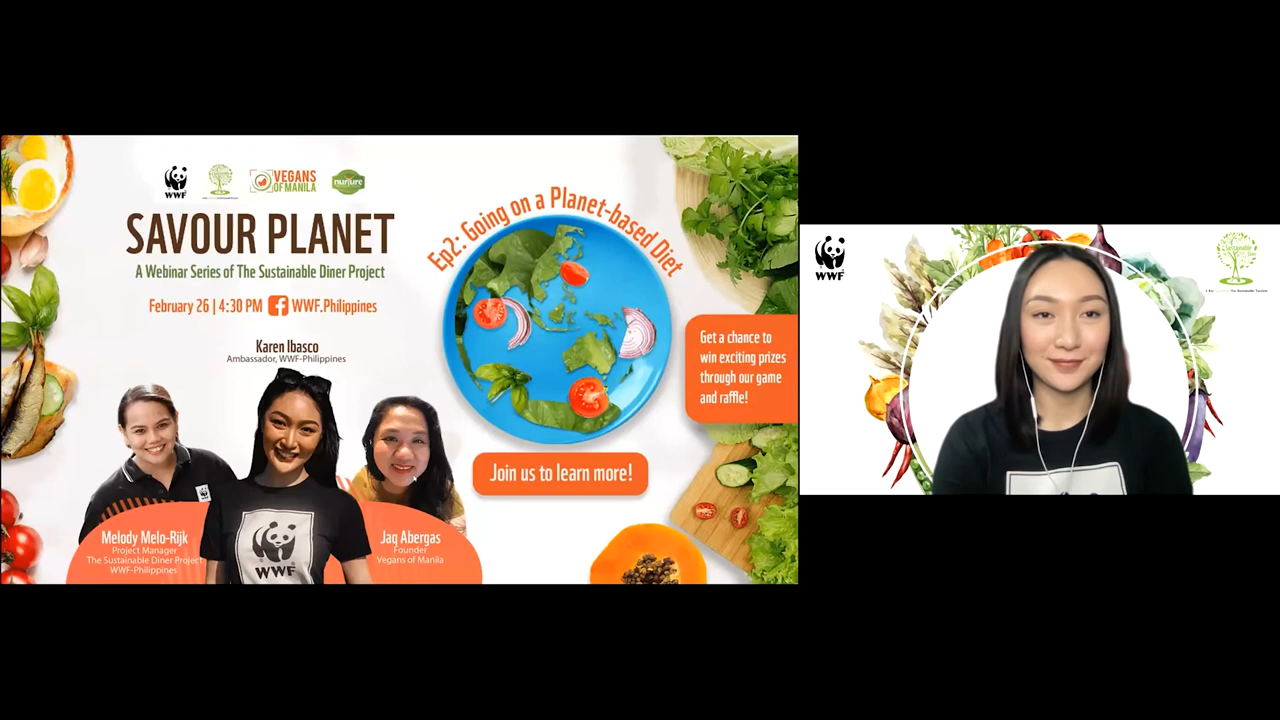 WWF
VEGANS
OF MANILA
nurture
SAVOUR PLANET
A Webinar Series of The Sustainable Diner Project
February 26 | 4:30 PM
WWF.Philippines
Karen Ibasco
Ambassador, WWF-Philippines
Melody Melo-Rijk
Project Manager
The Sustainable Diner Project
WWF-Philippines
WWF
Jaq Abergas
Founder
Vegans of Manila
Ep2: Going on a Planet-based Diet
Get a chance to
win exciting prizes
through our game
and raffle!
Join us to learn more!
WWF
Sustainable